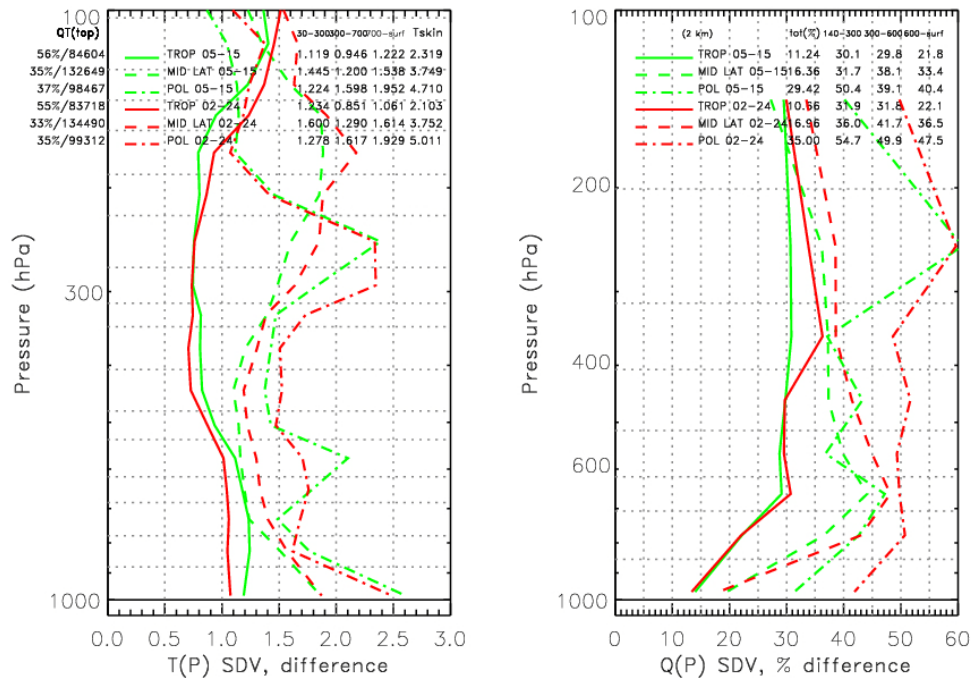 QT(top) 30-300 300-700 700-surf Tskin
56%/84604 TROP 05-15 1.119 0.946 1.222 2.319
35%/132649 MID LAT 05-15 1.445 1.200 1.538 3.749
37%/98467 POL 05-15 1.224 1.598 1.952 4.710
55%/83718 TROP 02-24 1.234 0.851 1.061 2.103
33%/134490 MID LAT 02-24 1.600 1.290 1.614 3.752
35%/99312 POL 02-24 1.278 1.617 1.929 5.011
100
300
1000
Pressure (hPa)
0.0 0.5 1.0 1.5 2.0 2.5 3.0
T(P) SDV, difference
(2 km) tot(%) 140-300 300-600 600-surf
TROP 05-15 11.24 30.1 29.8 21.8
MID LAT 05-15 16.36 31.7 38.1 33.4
POL 05-15 29.42 50.4 39.1 40.4
TROP 02-24 10.66 31.9 31.8 22.1
MID LAT 02-24 16.96 36.0 41.7 36.5
POL 02-24 35.00 54.7 49.9 47.5
100
200
400
600
1000
Pressure (hPa)
0 10 20 30 40 50 60
Q(P) SDV, % difference